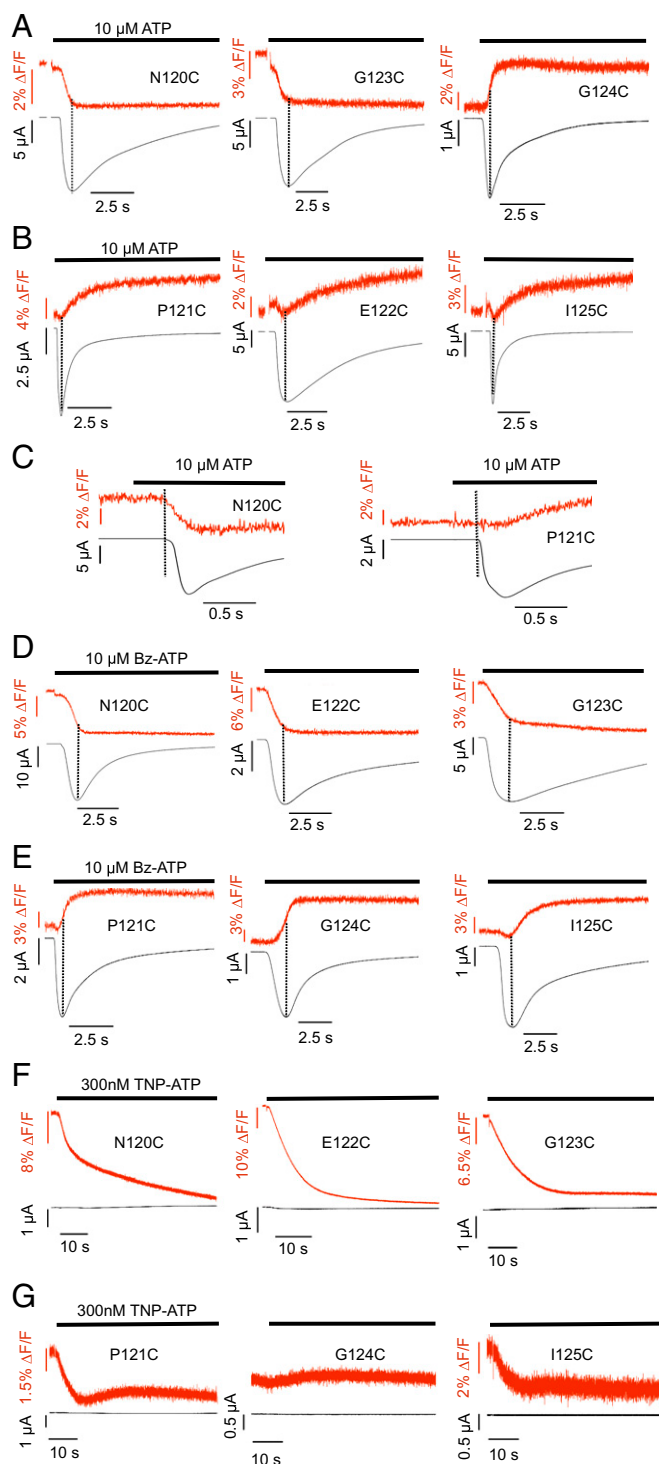 A
10 µM ATP
N120C
G123C
G124C
2% ΔF/F
3% ΔF/F
2% ΔF/F
5 µA
5 µA
1 µA
2.5 s
2.5 s
2.5 s
B
10 µM ATP
P121C
E122C
I125C
4% ΔF/F
2% ΔF/F
3% ΔF/F
2.5 µA
5 µA
5 µA
2.5 s
2.5 s
2.5 s
C
10 µM ATP
10 µM ATP
N120C
P121C
2% ΔF/F
2% ΔF/F
5 µA
2 µA
0.5 s
0.5 s
D
10 µM Bz-ATP
N120C
E122C
G123C
5% ΔF/F
6% ΔF/F
3% ΔF/F
10 µA
2 µA
5 µA
2.5 s
2.5 s
2.5 s
E
10 µM Bz-ATP
P121C
G124C
I125C
3% ΔF/F
3% ΔF/F
3% ΔF/F
2 µA
1 µA
1 µA
2.5 s
2.5 s
2.5 s
F
300nM TNP-ATP
N120C
E122C
G123C
8% ΔF/F
10% ΔF/F
6.5% ΔF/F
1 µA
1 µA
1 µA
10 s
10 s
10 s
G
300nM TNP-ATP
P121C
G124C
I125C
1.5% ΔF/F
2% ΔF/F
1 µA
0.5 µA
0.5 µA
10 s
10 s
10 s